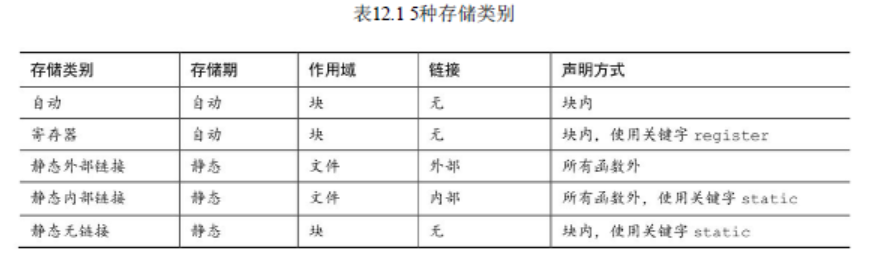 表12.1 5种存储类别
存储类别 存储期 作用域 链接 声明方式
自动 自动 块 无 块内
寄存器 自动 块 无 块内，使用关键字 register
静态外部链接 静态 文件 外部 所有函数外
静态内部链接 静态 文件 内部 所有函数外，使用关键字 static
静态无链接 静态 块 无 块内，使用关键字 static